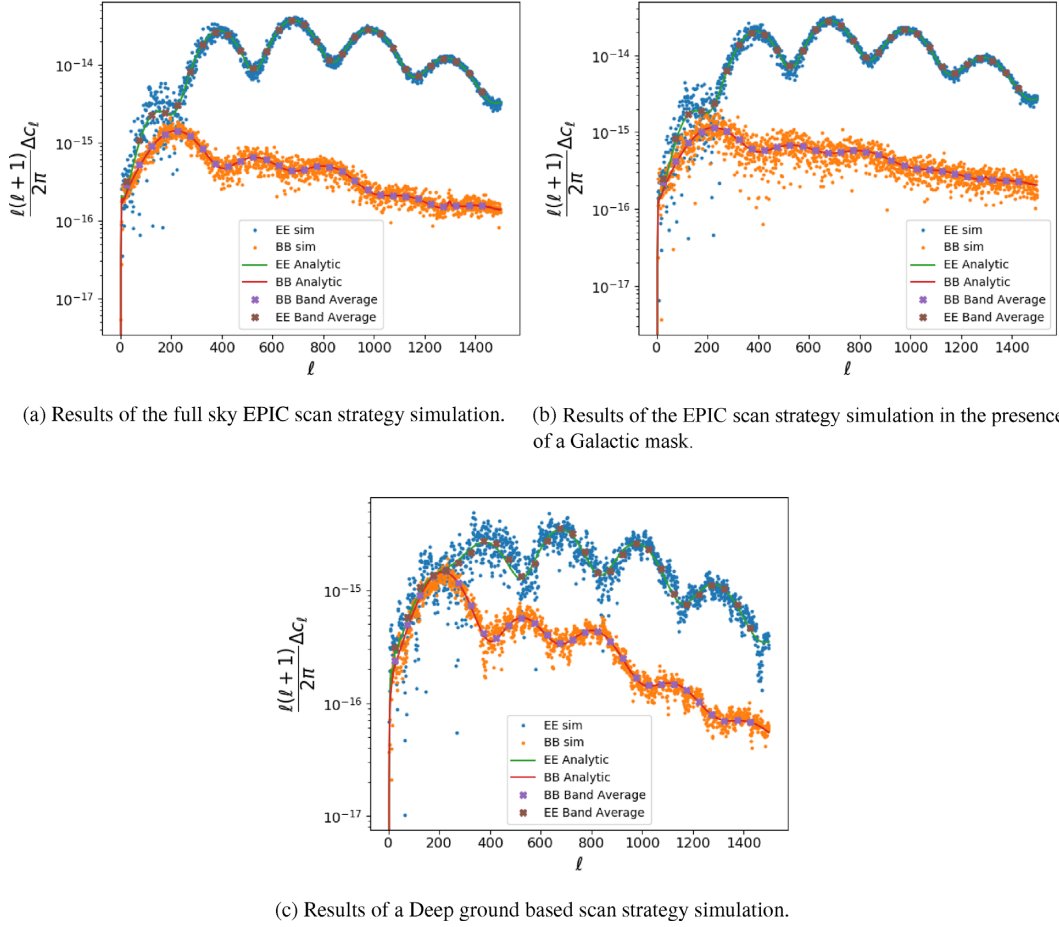 10⁻¹⁴
10⁻¹⁵
10⁻¹⁶
10⁻¹⁷
ℓ(ℓ + 1)/2π Δcℓ
EE sim
BB sim
EE Analytic
BB Analytic
BB Band Average
EE Band Average
0 200 400 600 800 1000 1200 1400
ℓ
10⁻¹⁴
10⁻¹⁵
10⁻¹⁶
10⁻¹⁷
ℓ(ℓ + 1)/2π Δcℓ
EE sim
BB sim
EE Analytic
BB Analytic
BB Band Average
EE Band Average
0 200 400 600 800 1000 1200 1400
ℓ
(a) Results of the full sky EPIC scan strategy simulation.
(b) Results of the EPIC scan strategy simulation in the presence
of a Galactic mask.
10⁻¹⁵
10⁻¹⁶
10⁻¹⁷
ℓ(ℓ + 1)/2π Δcℓ
EE sim
BB sim
EE Analytic
BB Analytic
BB Band Average
EE Band Average
0 200 400 600 800 1000 1200 1400
ℓ
(c) Results of a Deep ground based scan strategy simulation.